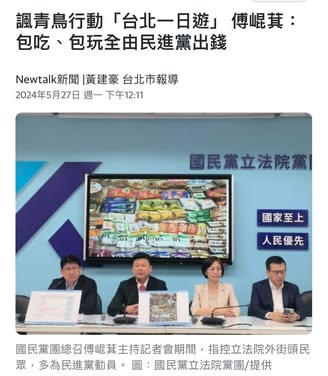 諷青鳥行動「台北一日遊」 傅崐萁：
包吃、包玩全由民進黨出錢
Newtalk新聞 |黃建豪 台北市報導
2024年5月27日 週一 下午12:11
國民黨立法院黨團
國家至上
人民優先
國民黨團總召傅崐萁主持記者會期間，指控立法院外街頭民
眾，多為民進黨動員。 圖：國民黨立法院黨團/提供